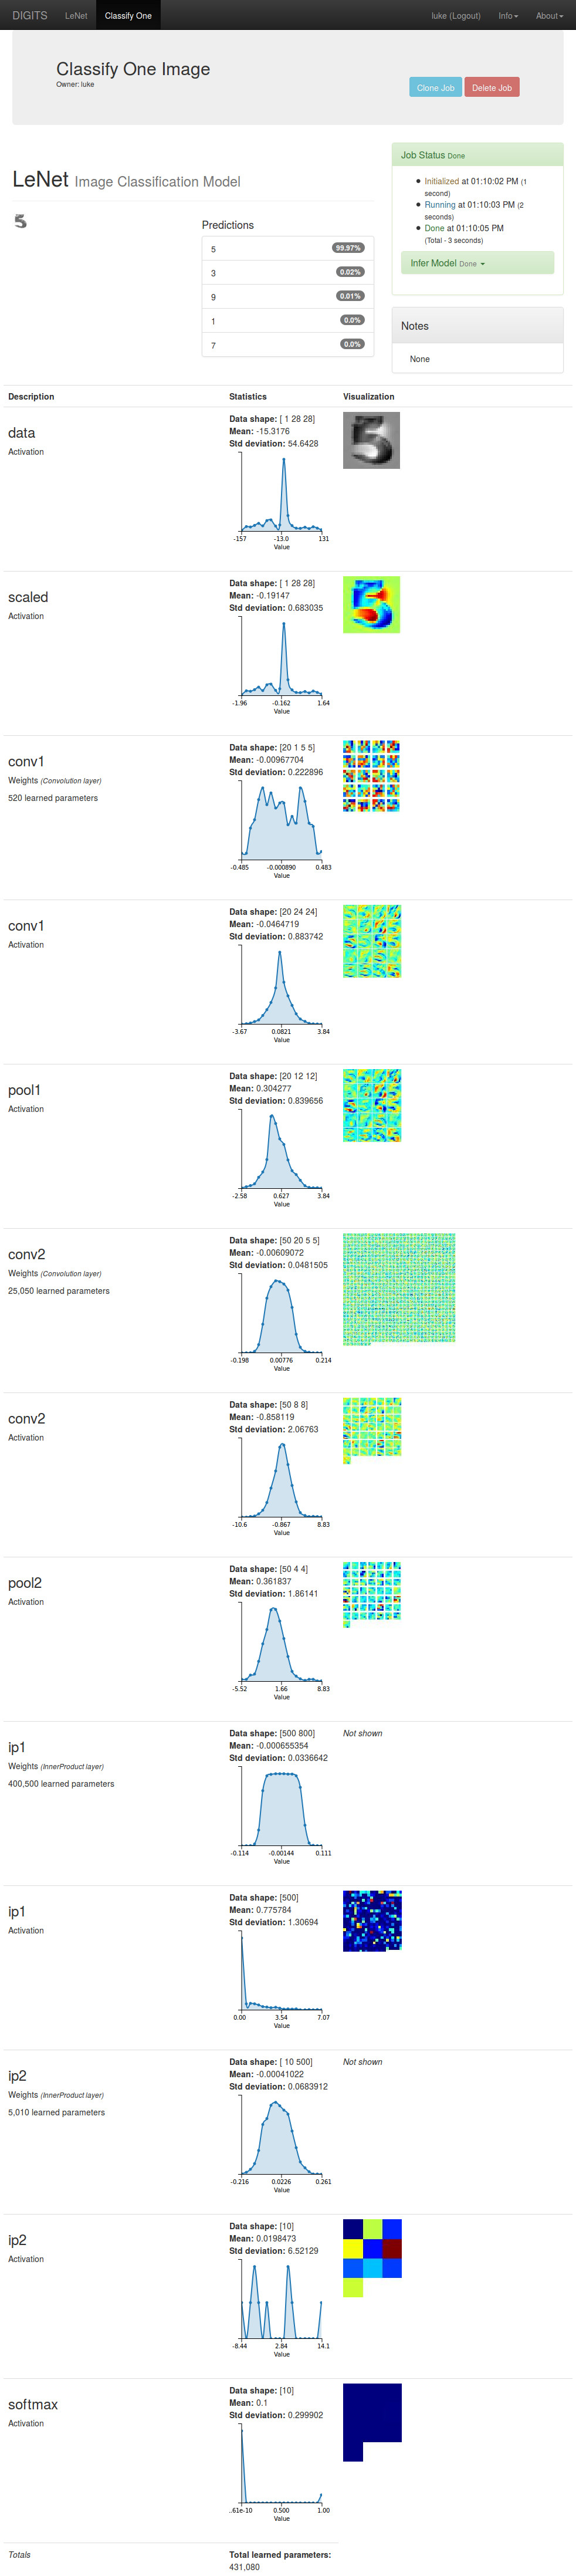 DIGITS LeNet Classify One luke (Logout) Info About
Classify One Image
Owner: luke
Clone Job Delete Job
LeNet Image Classification Model
5
Predictions
5 99.97%
3 0.02%
9 0.01%
1 0.0%
7 0.0%
Job Status Done
Initialized at 01:10:02 PM (1
second)
Running at 01:10:03 PM (2
seconds)
Done at 01:10:05 PM
(Total - 3 seconds)
Infer Model Done
Notes
None
Description Statistics Visualization
data
Activation
Data shape: [ 1 28 28]
Mean: -15.3176
Std deviation: 54.6428
-157 -13.0 131
Value
5
scaled
Activation
Data shape: [ 1 28 28]
Mean: -0.19147
Std deviation: 0.683035
-1.96 -0.162 1.64
Value
5
conv1
Weights (Convolution layer)
520 learned parameters
Data shape: [20 1 5 5]
Mean: -0.00967704
Std deviation: 0.222896
-0.485 -0.000890 0.483
Value
conv1
Activation
Data shape: [20 24 24]
Mean: -0.0464719
Std deviation: 0.883742
-3.67 0.0821 3.84
Value
pool1
Activation
Data shape: [20 12 12]
Mean: 0.304277
Std deviation: 0.839656
-2.58 0.627 3.84
Value
conv2
Weights (Convolution layer)
25,050 learned parameters
Data shape: [50 20 5 5]
Mean: -0.00609072
Std deviation: 0.0481505
-0.198 0.00776 0.214
Value
conv2
Activation
Data shape: [50 8 8]
Mean: -0.858119
Std deviation: 2.06763
-10.6 -0.867 8.83
Value
pool2
Activation
Data shape: [50 4 4]
Mean: 0.361837
Std deviation: 1.86141
-5.52 1.66 8.83
Value
ip1
Weights (InnerProduct layer)
400,500 learned parameters
Data shape: [500 800]
Mean: -0.000655354
Std deviation: 0.0336642
-0.114 -0.00144 0.111
Value
Not shown
ip1
Activation
Data shape: [500]
Mean: 0.775784
Std deviation: 1.30694
0.00 3.54 7.07
Value
ip2
Weights (InnerProduct layer)
5,010 learned parameters
Data shape: [ 10 500]
Mean: -0.00041022
Std deviation: 0.0683912
-0.216 0.0226 0.261
Value
Not shown
ip2
Activation
Data shape: [10]
Mean: 0.0198473
Std deviation: 6.52129
-8.44 2.84 14.1
Value
softmax
Activation
Data shape: [10]
Mean: 0.1
Std deviation: 0.299902
..61e-10 0.500 1.00
Value
Totals
Total learned parameters:
431,080